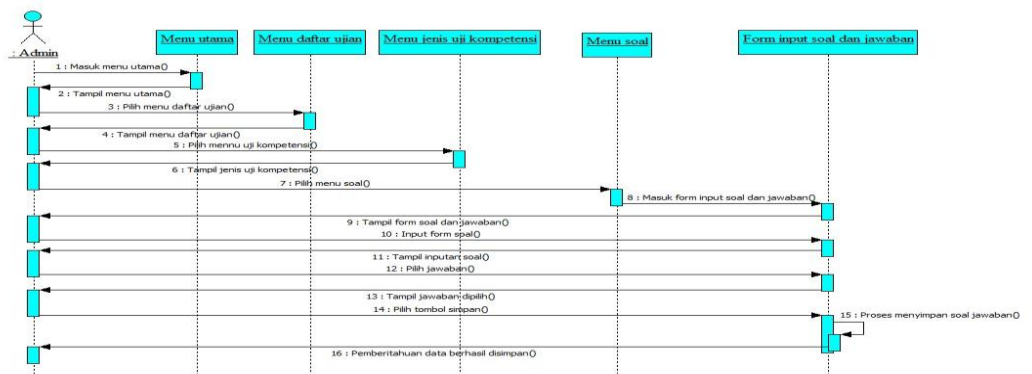 : Admin
Menu utama
Menu daftar ujian
Menu jenis uji kompetensi
Menu soal
Form input soal dan jawaban
1 : Masuk menu utama()
2 : Tampil menu utama()
3 : Pilih menu daftar ujian()
4 : Tampil menu daftar ujian()
5 : Pilih mennu uji kompetensi()
6 : Tampil jenis uji kompetensi()
7 : Pilih menu soal()
8 : Masuk form input soal dan jawaban()
9 : Tampil form soal dan jawaban()
10 : Input form soal()
11 : Tampil inputan soal()
12 : Pilih jawaban()
13 : Tampil jawaban dipilih()
14 : Pilih tombol simpan()
15 : Proses menyimpan soal jawaban()
16 : Pemberitahuan data berhasil disimpan()